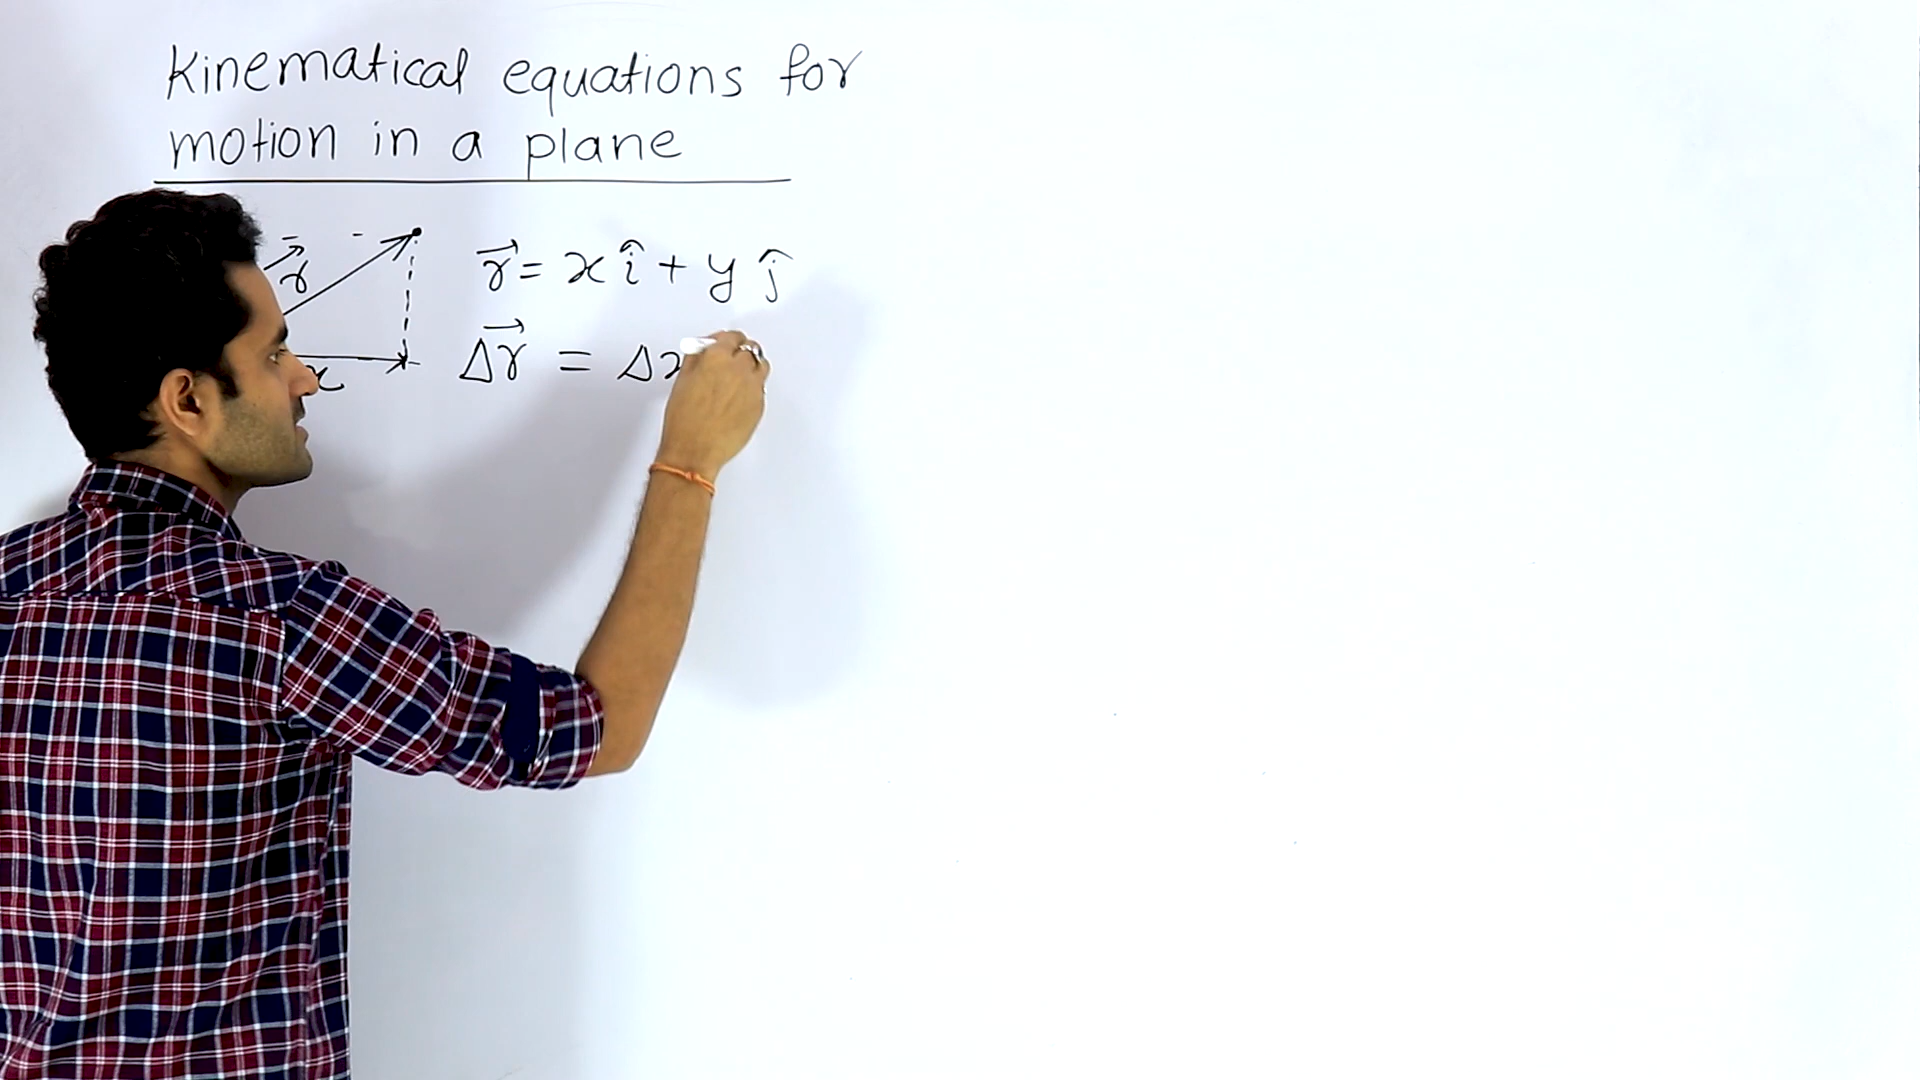 Kinematical equations for
motion in a plane
r⃗
r⃗ = x î + y ĵ
x
Δr⃗ = Δx